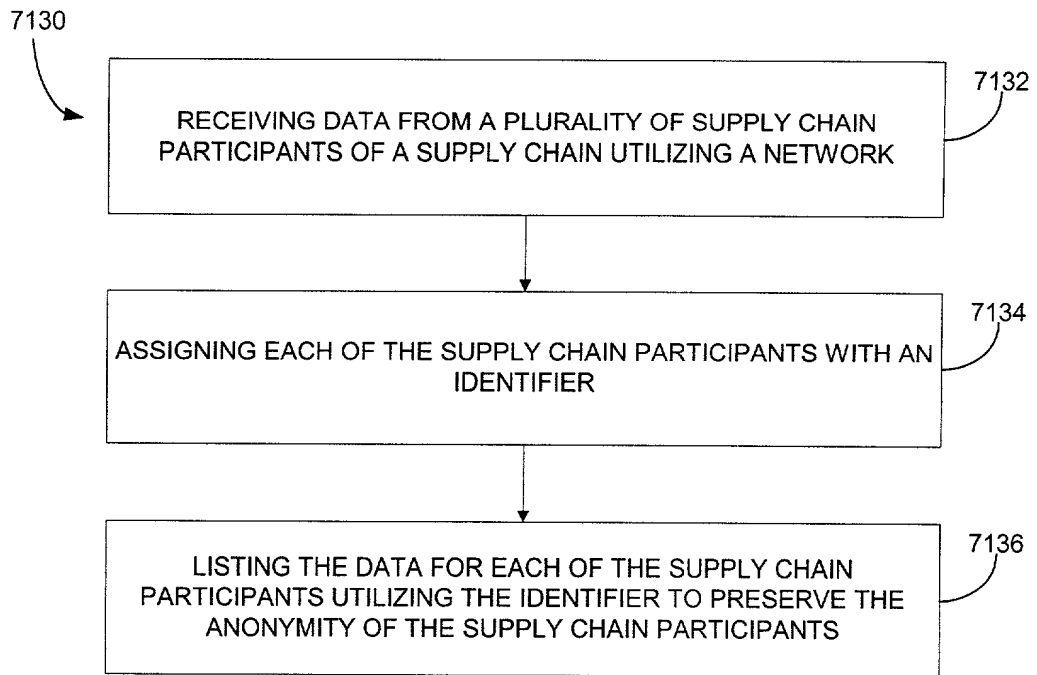 7130
7132
RECEIVING DATA FROM A PLURALITY OF SUPPLY CHAIN
PARTICIPANTS OF A SUPPLY CHAIN UTILIZING A NETWORK
7134
ASSIGNING EACH OF THE SUPPLY CHAIN PARTICIPANTS WITH AN
IDENTIFIER
7136
LISTING THE DATA FOR EACH OF THE SUPPLY CHAIN
PARTICIPANTS UTILIZING THE IDENTIFIER TO PRESERVE THE
ANONYMITY OF THE SUPPLY CHAIN PARTICIPANTS